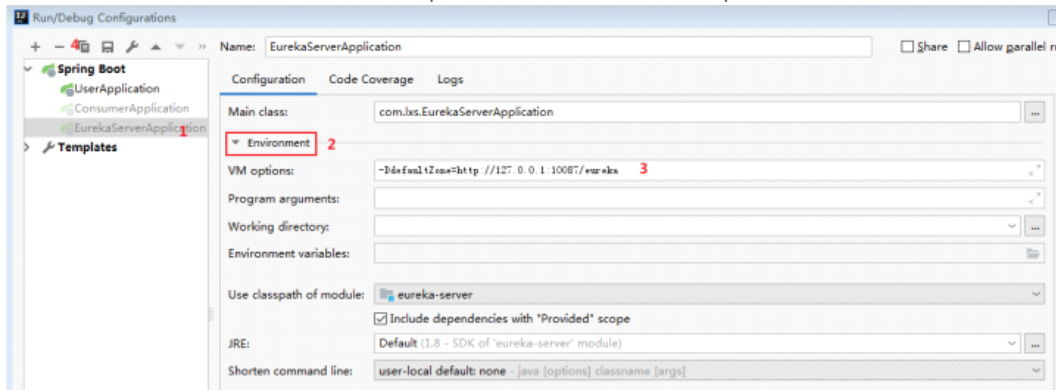 Run/Debug Configurations
4
Name: EurekaServerApplication Share Allow parallel r
Spring Boot
UserApplication
ConsumerApplication
EurekaServerApplication
1
Templates
Configuration Code Coverage Logs
Main class: com.lxs.EurekaServerApplication
Environment 2
VM options: -DdefaultZone=http://127.0.0.1:10087/eureka 3
Program arguments:
Working directory:
Environment variables:
Use classpath of module: eureka-server
Include dependencies with "Provided" scope
JRE: Default (1.8 - SDK of 'eureka-server' module)
Shorten command line: user-local default: none - java [options] classname [args]